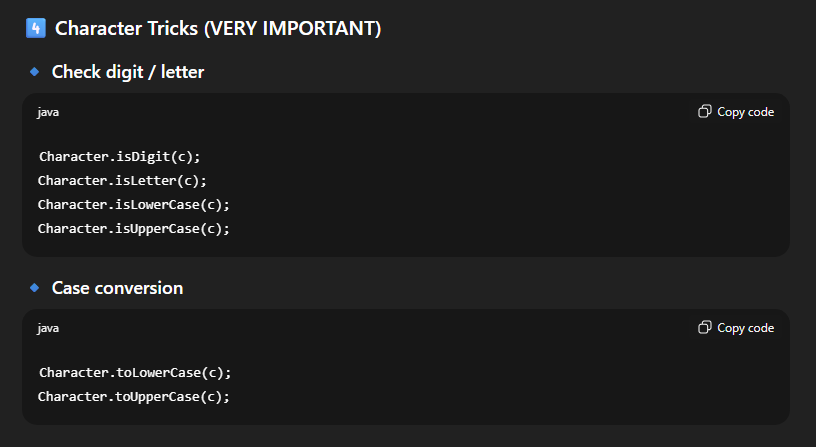 4️⃣ Character Tricks (VERY IMPORTANT)
🔹 Check digit / letter
java
Copy code
Character.isDigit(c);
Character.isLetter(c);
Character.isLowerCase(c);
Character.isUpperCase(c);
🔹 Case conversion
java
Copy code
Character.toLowerCase(c);
Character.toUpperCase(c);